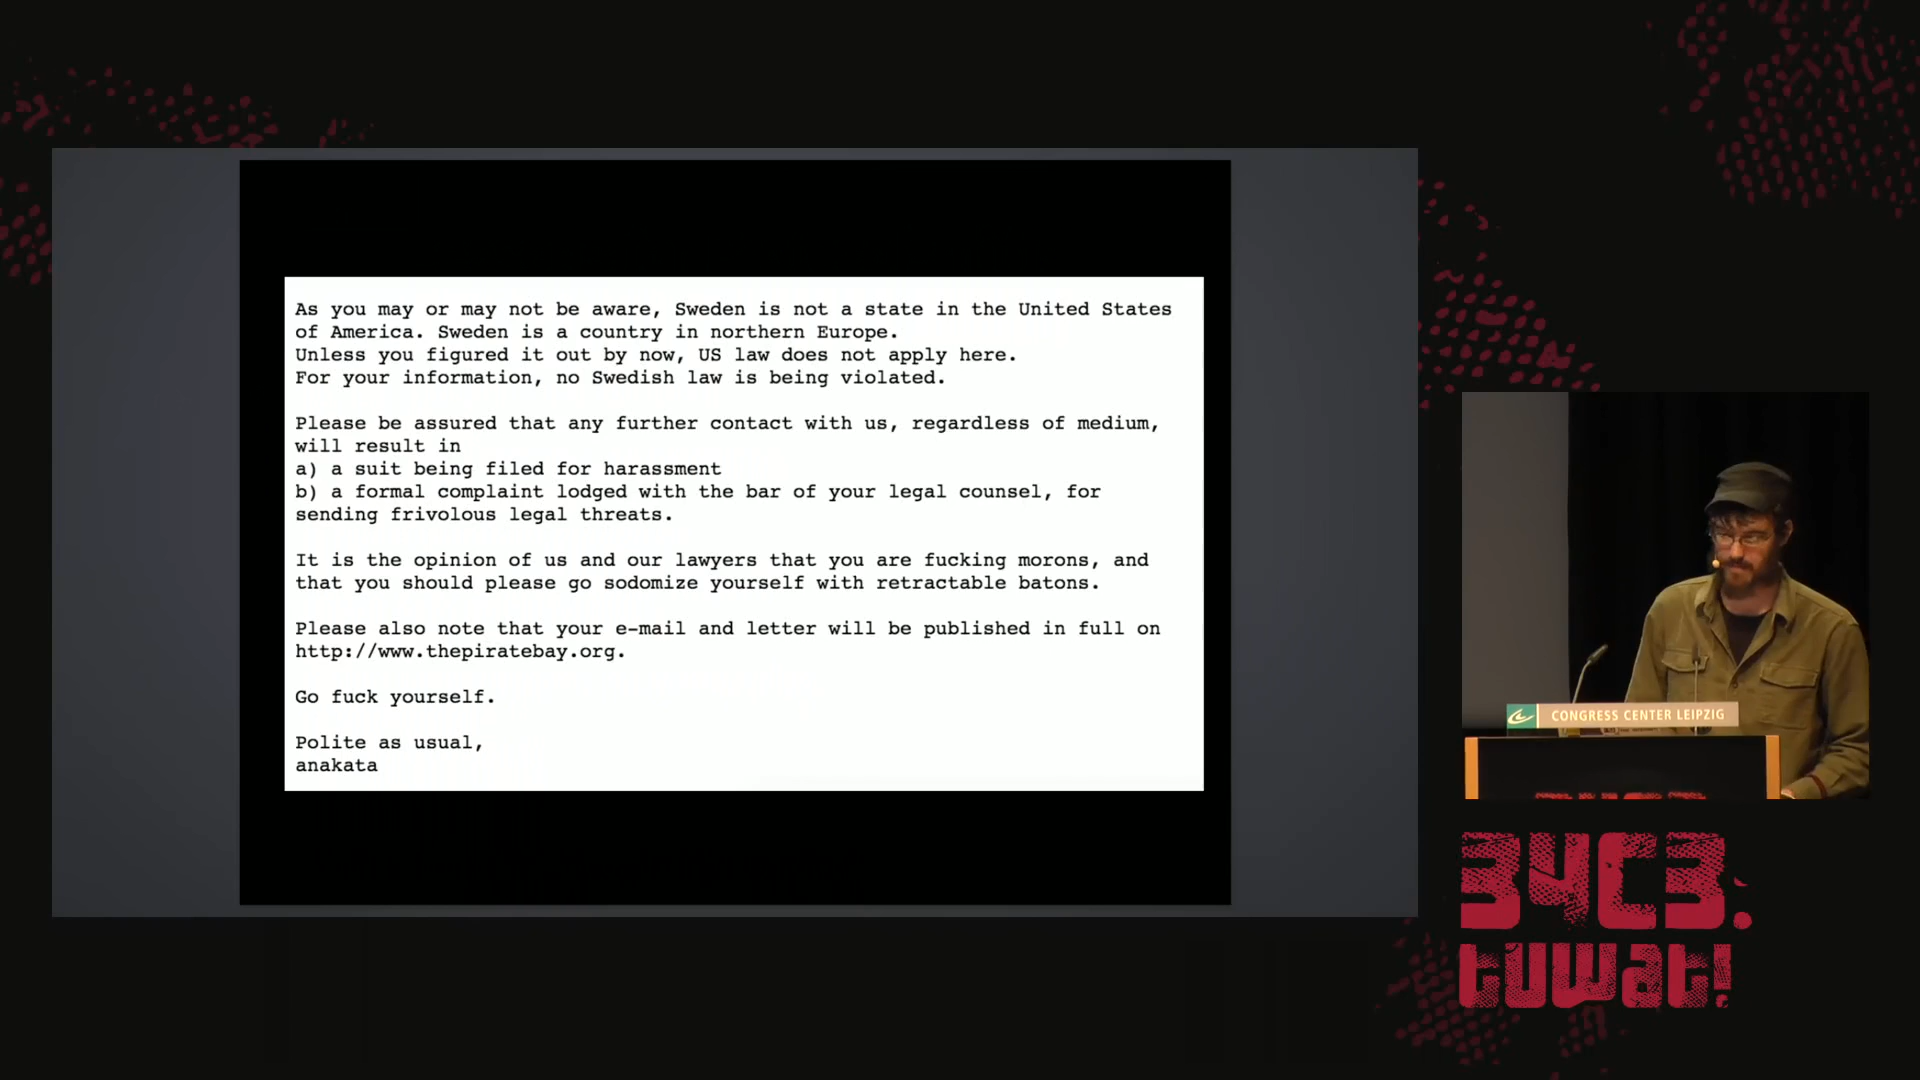 As you may or may not be aware, Sweden is not a state in the United States
of America. Sweden is a country in northern Europe.
Unless you figured it out by now, US law does not apply here.
For your information, no Swedish law is being violated.
Please be assured that any further contact with us, regardless of medium,
will result in
a) a suit being filed for harassment
b) a formal complaint lodged with the bar of your legal counsel, for
sending frivolous legal threats.
It is the opinion of us and our lawyers that you are fucking morons, and
that you should please go sodomize yourself with retractable batons.
Please also note that your e-mail and letter will be published in full on
http://www.thepiratebay.org.
Go fuck yourself.
Polite as usual,
anakata
CONGRESS CENTER LEIPZIG
34C3.
tuwat!